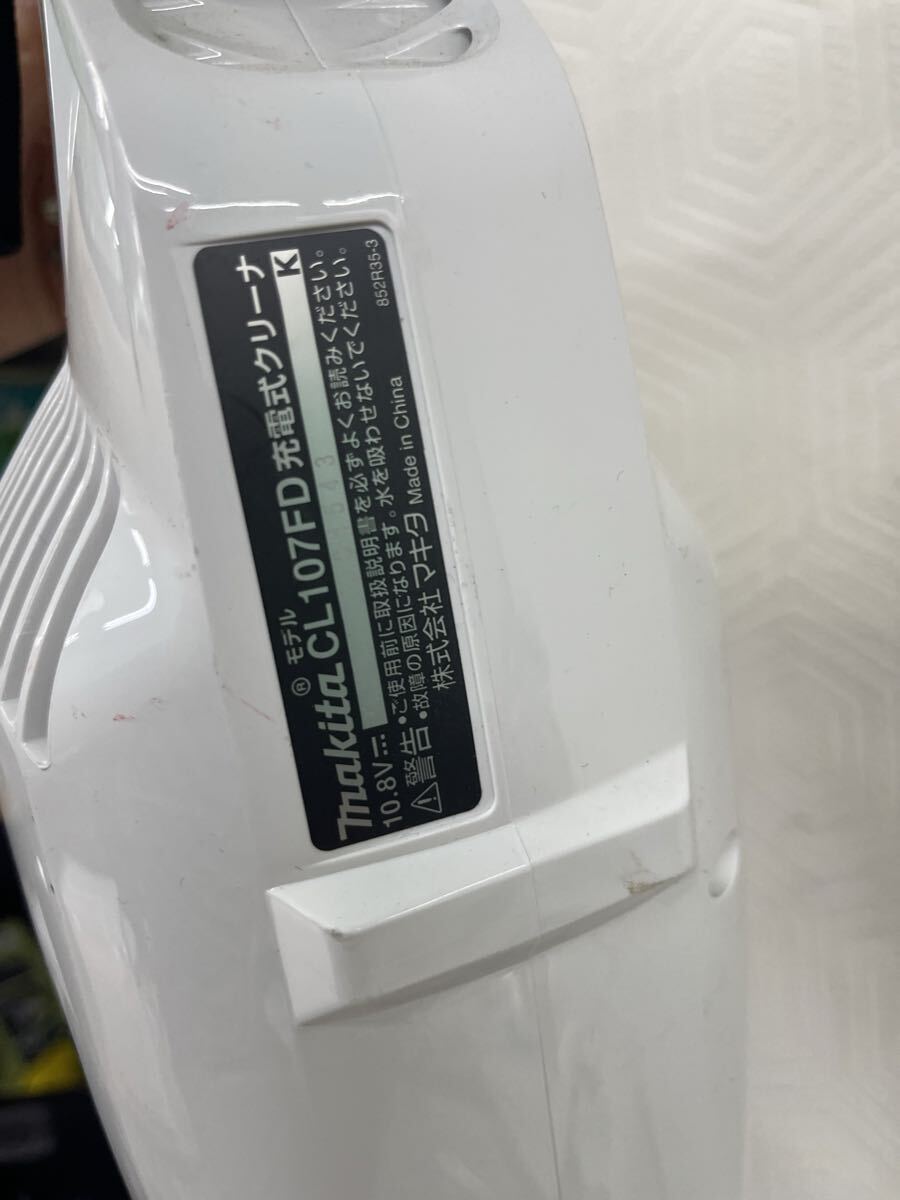 モデル
makita® CL107FD 充電式クリーナ
10.8V K
⚠警告 •ご使用前に取扱説明書を必ずよくお読みください。
•故障の原因になります。水を吸わせないでください。
株式会社 マキタ Made in China 852R35-3